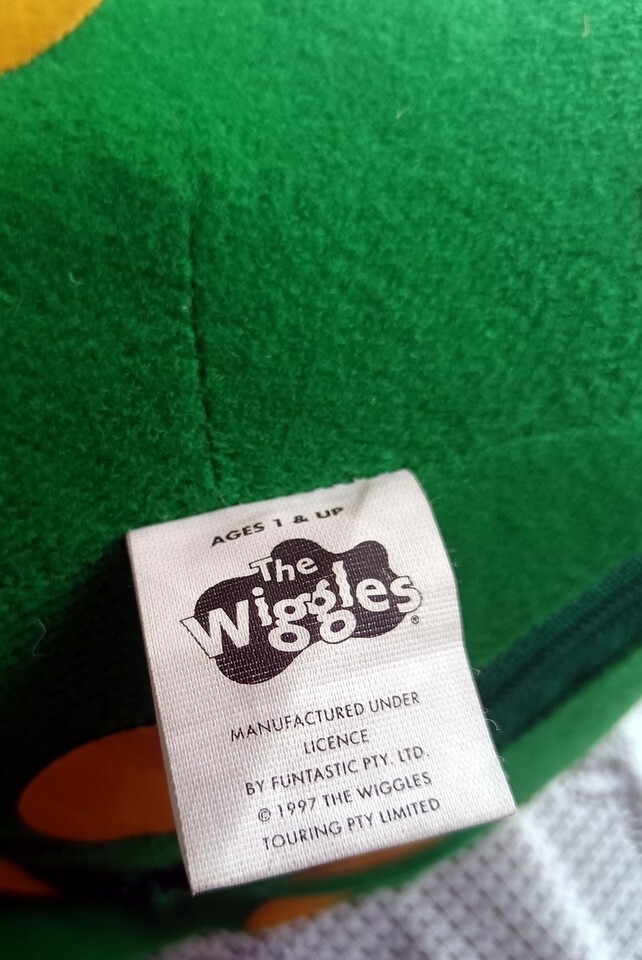 AGES 1 & UP
The
Wiggles®
MANUFACTURED UNDER
LICENCE
BY FUNTASTIC PTY. LTD.
© 1997 THE WIGGLES
TOURING PTY LIMITED